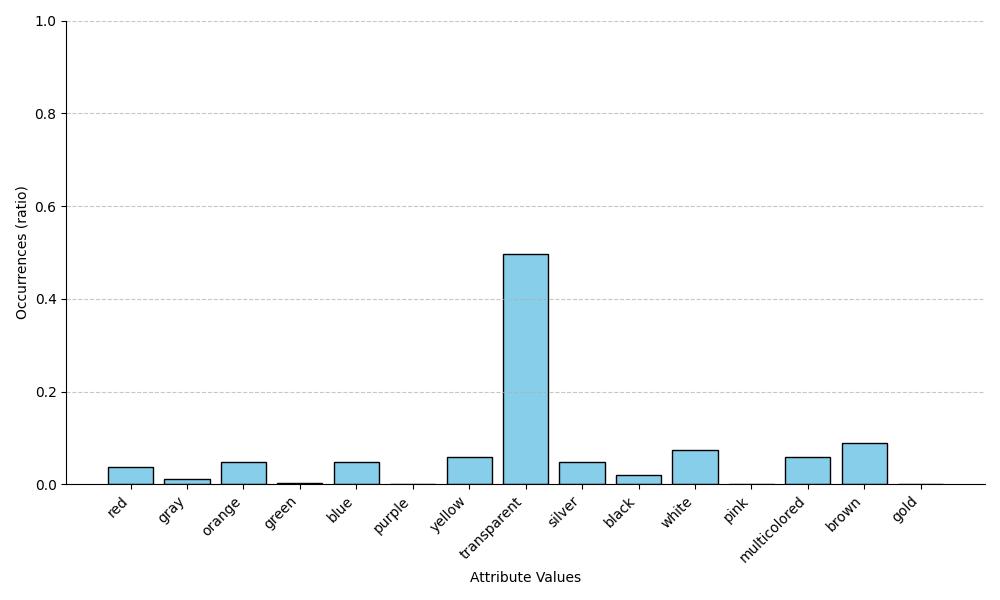 1.0
0.8
0.6
0.4
0.2
0.0
Occurrences (ratio)
red
gray
orange
green
blue
purple
yellow
transparent
silver
black
white
pink
multicolored
brown
gold
Attribute Values